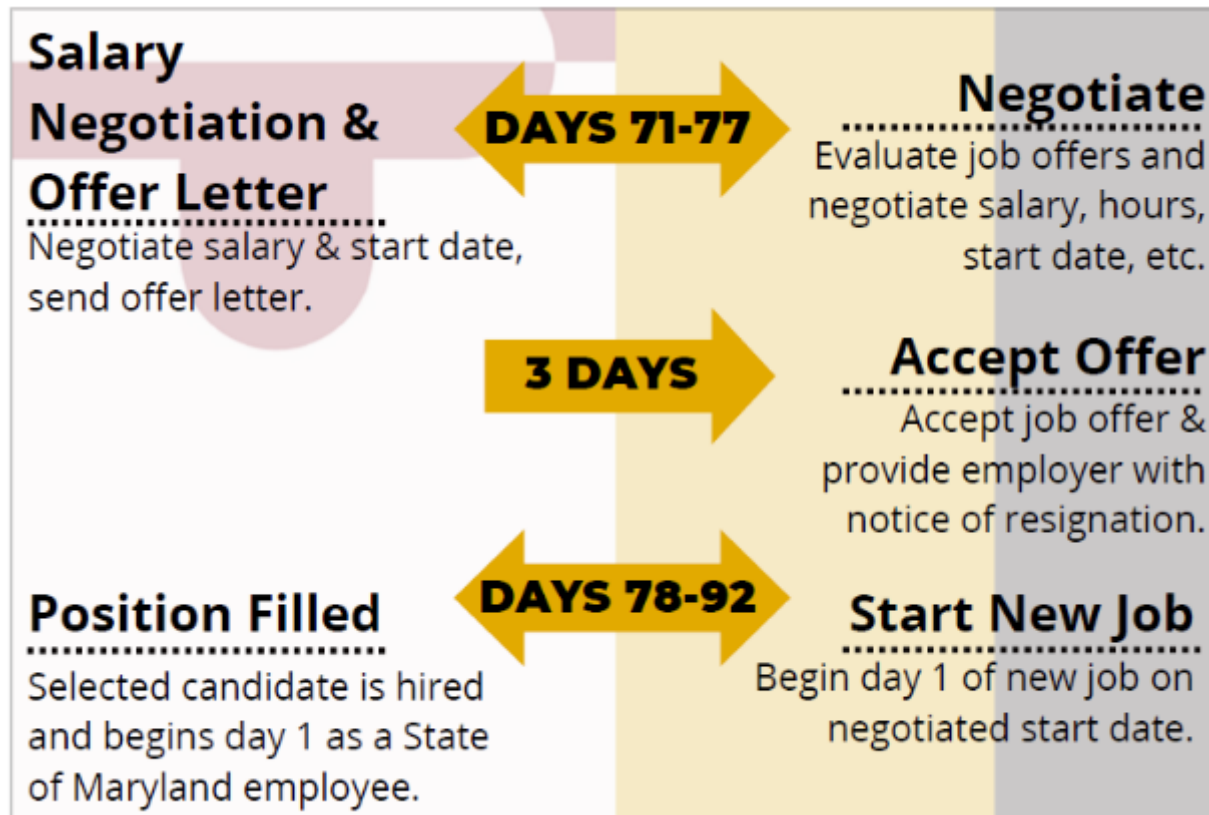 Salary
Negotiation &
Offer Letter
Negotiate salary & start date,
send offer letter.
DAYS 71-77
Negotiate
Evaluate job offers and
negotiate salary, hours,
start date, etc.
3 DAYS
Accept Offer
Accept job offer &
provide employer with
notice of resignation.
Position Filled
Selected candidate is hired
and begins day 1 as a State
of Maryland employee.
DAYS 78-92
Start New Job
Begin day 1 of new job on
negotiated start date.